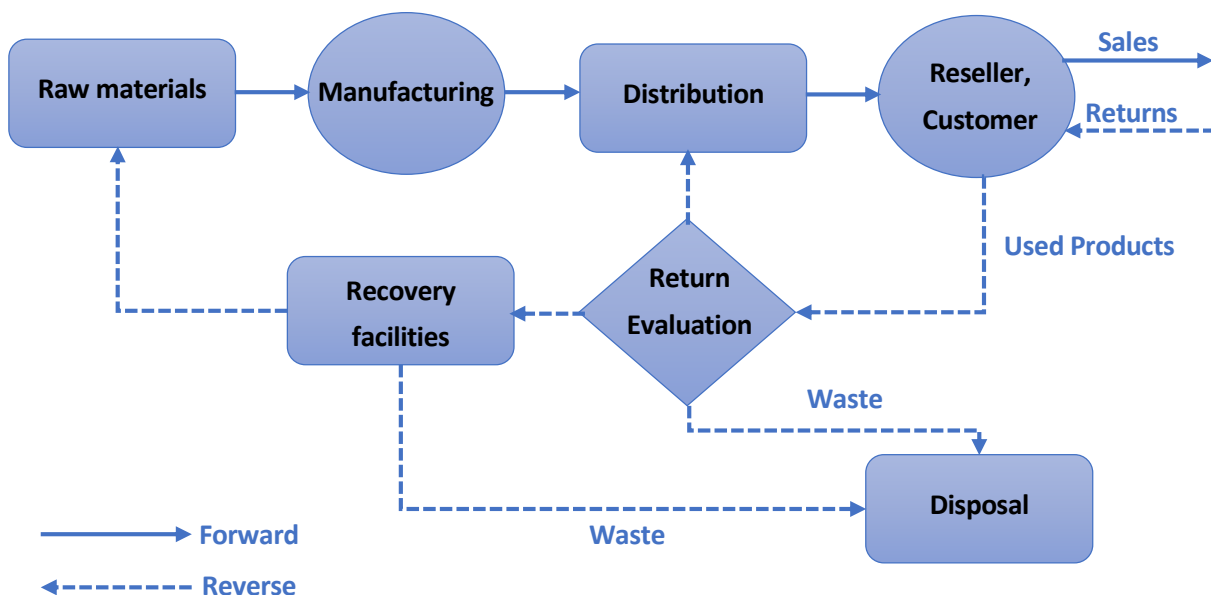 Raw materials
Manufacturing
Distribution
Reseller,
Customer
Sales
Returns
Used Products
Return
Evaluation
Recovery
facilities
Waste
Disposal
Waste
Forward
Reverse